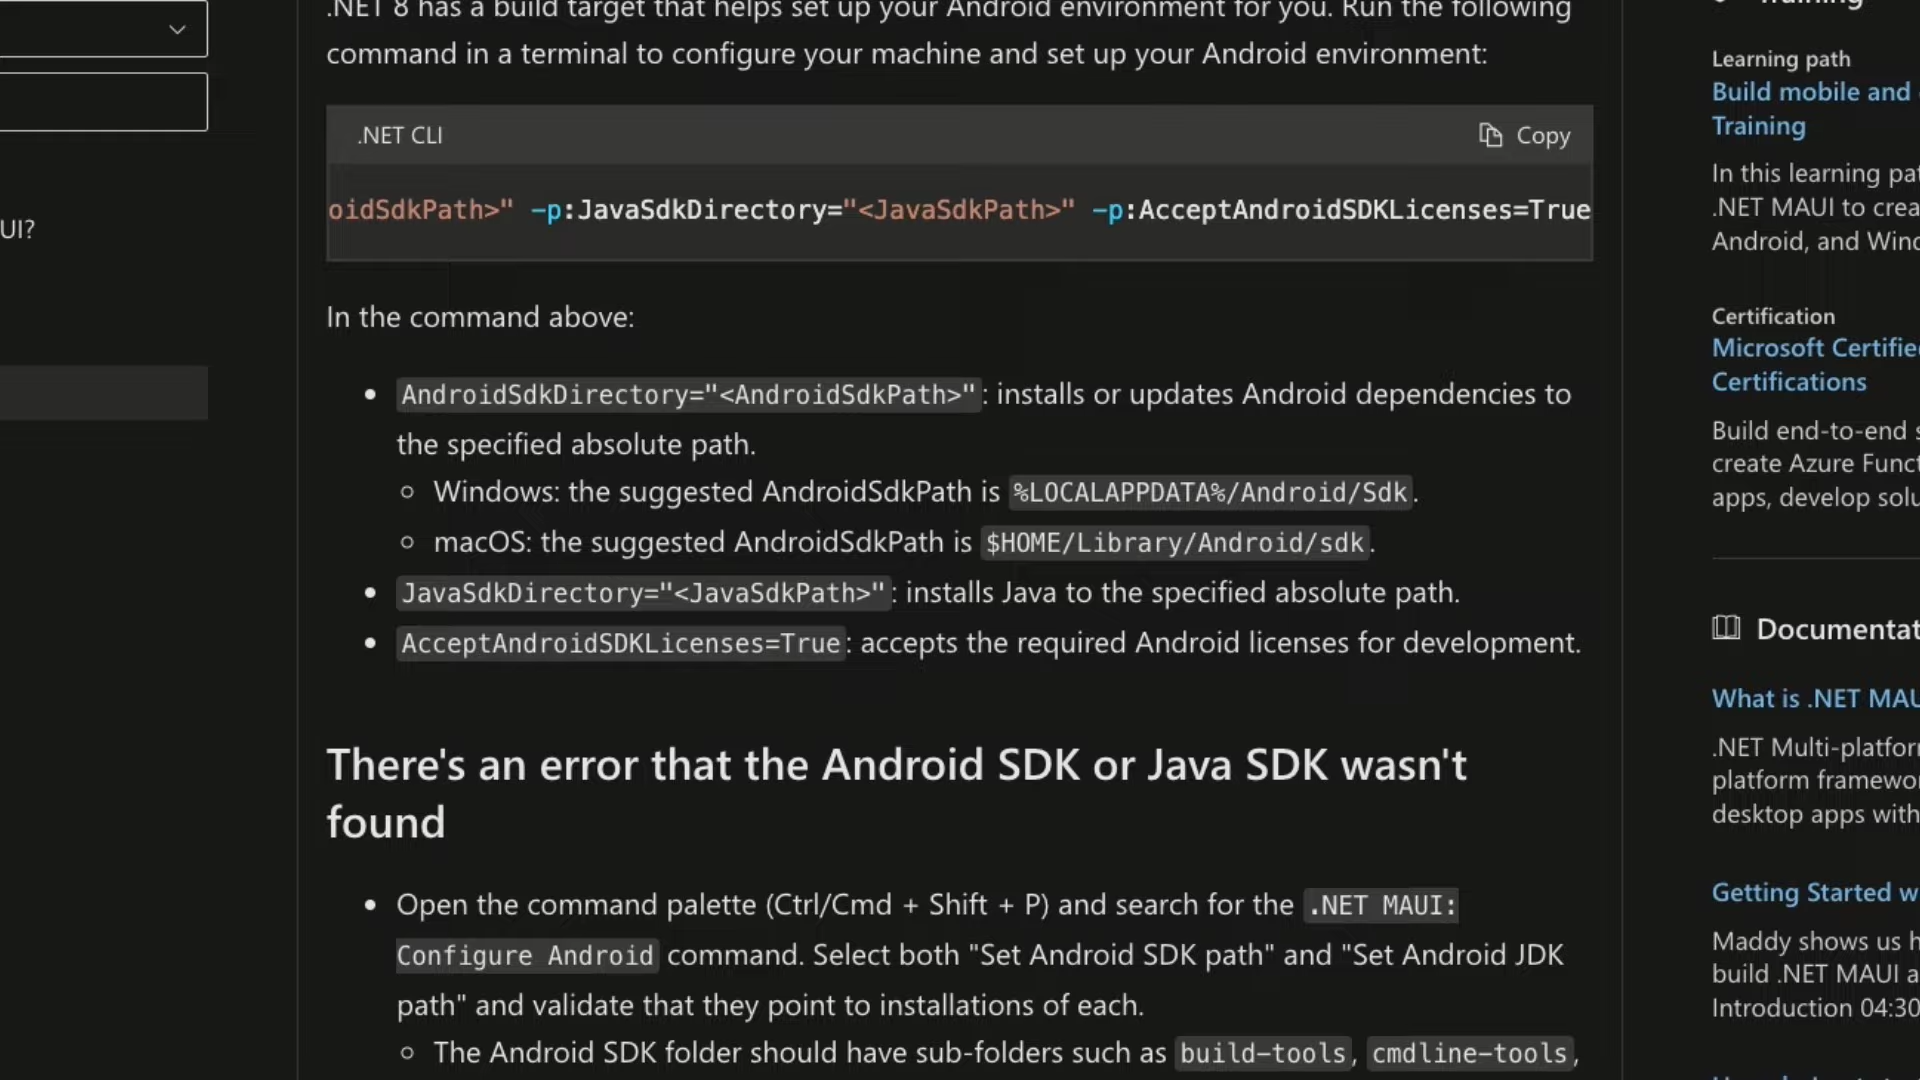 .NET 8 has a build target that helps set up your Android environment for you. Run the following
command in a terminal to configure your machine and set up your Android environment:
.NET CLI
Copy
oidSdkPath>" -p:JavaSdkDirectory="<JavaSdkPath>" -p:AcceptAndroidSDKLicenses=True
In the command above:
• AndroidSdkDirectory="<AndroidSdkPath>": installs or updates Android dependencies to
the specified absolute path.
○ Windows: the suggested AndroidSdkPath is %LOCALAPPDATA%/Android/Sdk.
○ macOS: the suggested AndroidSdkPath is $HOME/Library/Android/sdk.
• JavaSdkDirectory="<JavaSdkPath>": installs Java to the specified absolute path.
• AcceptAndroidSDKLicenses=True: accepts the required Android licenses for development.
There's an error that the Android SDK or Java SDK wasn't
found
• Open the command palette (Ctrl/Cmd + Shift + P) and search for the .NET MAUI:
Configure Android command. Select both "Set Android SDK path" and "Set Android JDK
path" and validate that they point to installations of each.
○ The Android SDK folder should have sub-folders such as build-tools, cmdline-tools,
UI?
Training
Learning path
Build mobile and
Training
In this learning pat
.NET MAUI to crea
Android, and Wind
Certification
Microsoft Certified
Certifications
Build end-to-end s
create Azure Funct
apps, develop solu
Documentat
What is .NET MAU
.NET Multi-platform
platform framewor
desktop apps with
Getting Started w
Maddy shows us h
build .NET MAUI a
Introduction 04:30